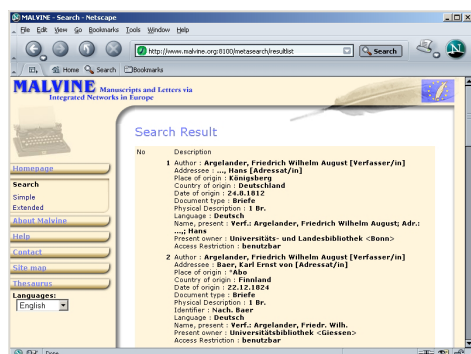 MALVINE - Search - Netscape
File Edit View Go Bookmarks Tools Window Help
http://www.malvine.org:8100/metasearch/resultlist
Search
Home Search Bookmarks
MALVINE Manuscripts and Letters via
Integrated Networks in Europe
Search Result
No Description
1 Author : Argelander, Friedrich Wilhelm August [Verfasser/in]
Addressee : ..., Hans [Adressat/in]
Place of origin : Königsberg
Country of origin : Deutschland
Date of origin : 24.8.1812
Document type : Briefe
Physical Description : 1 Br.
Language : Deutsch
Name, present : Verf.: Argelander, Friedrich Wilhelm August; Adr.:
...,; Hans
Present owner : Universitäts- und Landesbibliothek <Bonn>
Access Restriction : benutzbar
2 Author : Argelander, Friedrich Wilhelm August [Verfasser/in]
Addressee : Baer, Karl Ernst von [Adressat/in]
Place of origin : *Abo
Country of origin : Finnland
Date of origin : 22.12.1824
Document type : Briefe
Physical Description : 1 Br.
Identifier : Nach. Baer
Language : Deutsch
Name, present : Verf.: Argelander, Friedr. Wilh.
Present owner : Universitätsbibliothek <Giessen>
Access Restriction : benutzbar
Homepage
Search
Simple
Extended
About Malvine
Help
Contact
Site map
Thesaurus
Languages:
English
Done